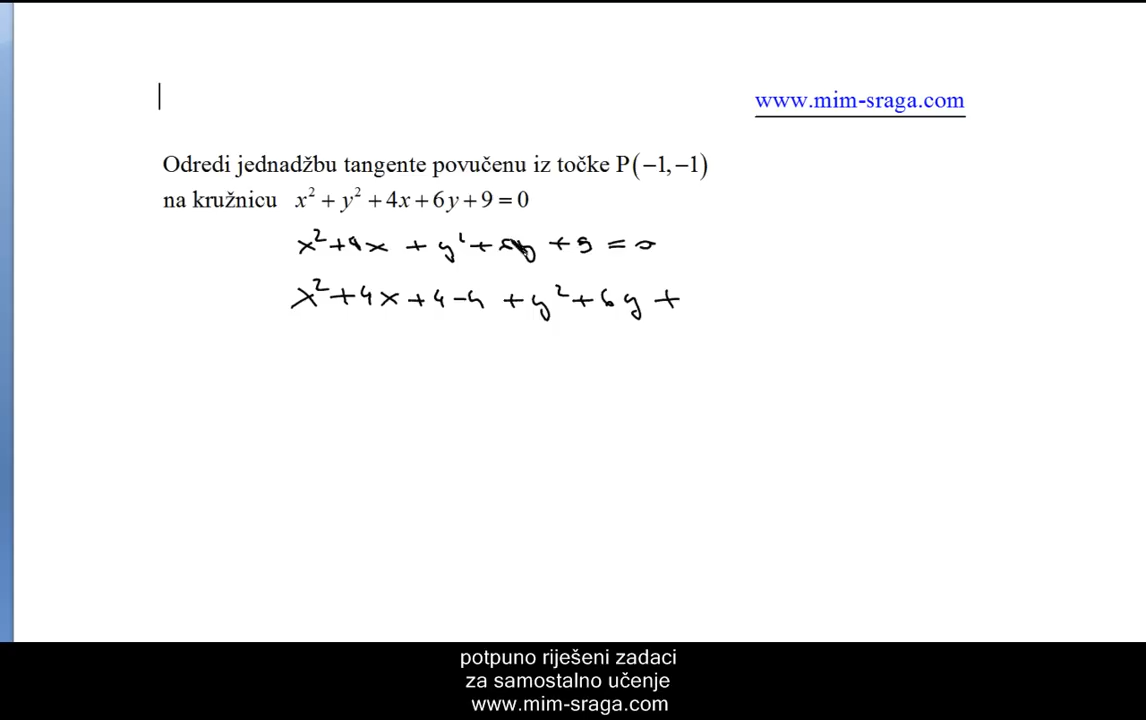 www.mim-sraga.com
Odredi jednadžbu tangente povučenu iz točke P(−1,−1)
na kružnicu x² + y² + 4x + 6y + 9 = 0
x² + 4x + y² + 6y + 9 = 0
x² + 4x + 4 − 4 + y² + 6y +
potpuno riješeni zadaci
za samostalno učenje
www.mim-sraga.com